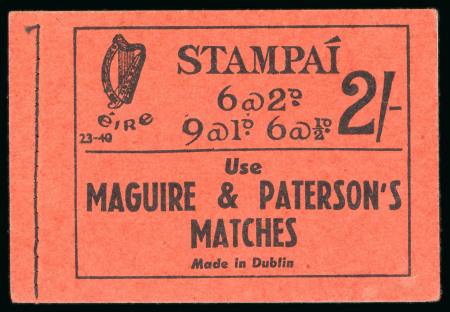 STAMPAÍ
6@2ᴰ.
9@1ᴰ. 6@½ᴰ.
2/-
éire
23-40
Use
MAGUIRE & PATERSON'S
MATCHES
Made in Dublin